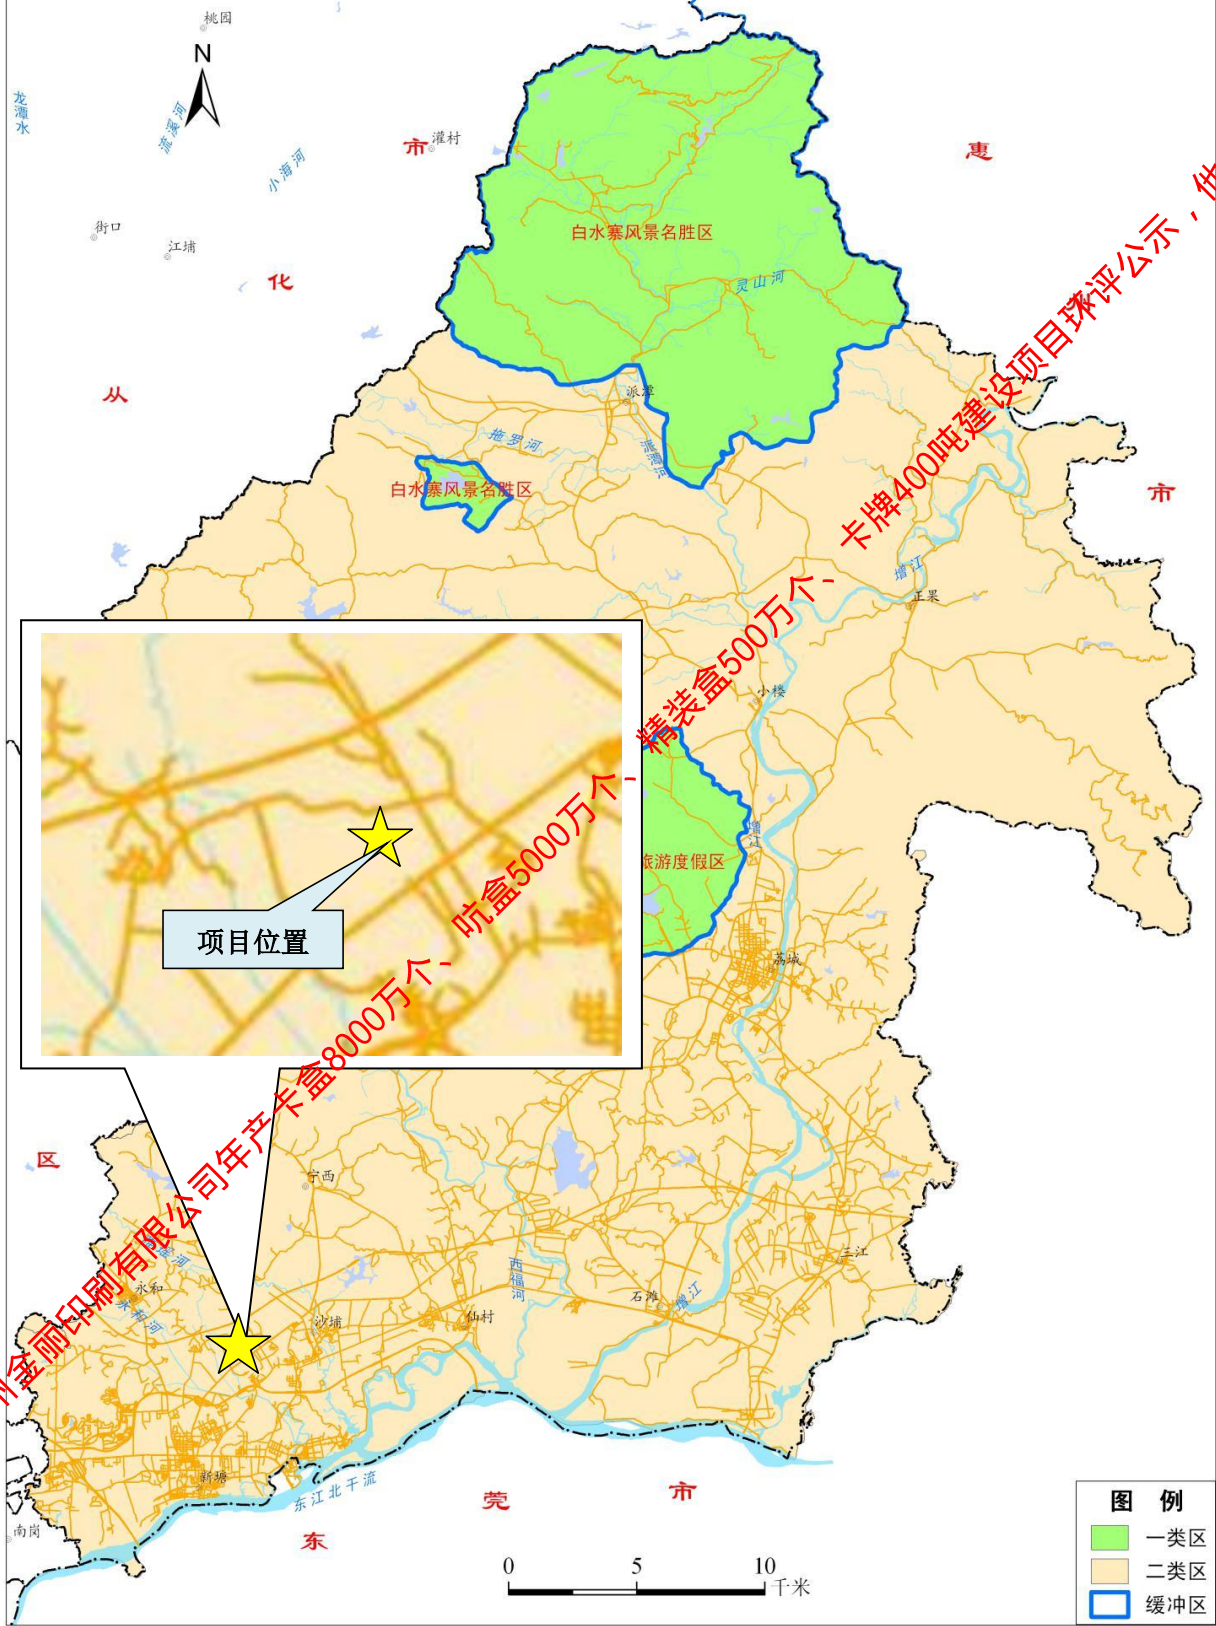 桃园
N
龙潭水
流溪河
市
灌村
惠
小海河
街口
江埔
白水寨风景名胜区
化
灵山河
从
派潭
拖罗河
派潭河
白水寨风景名胜区
市
增江
正果
小楼
增江
旅游度假区
荔城
项目位置
区
宁西
三江
永和
永和河
西福河
石滩
增江
沙埔
仙村
新塘
东江北干流
莞
市
南岗
东
金丽印刷有限公司年产卡盒8000万个、吭盒5000万个、精装盒500万个、卡牌400吨建设项目环评公示,
0 5 10
千米
图 例
一类区
二类区
缓冲区